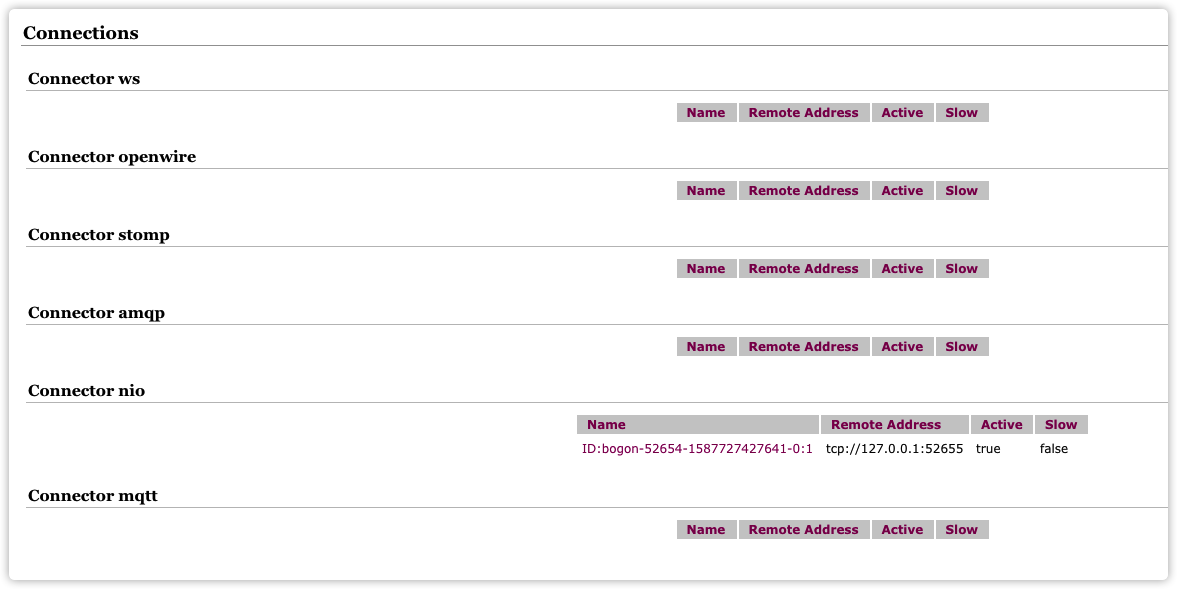 Connections
Connector ws
Name Remote Address Active Slow
Connector openwire
Name Remote Address Active Slow
Connector stomp
Name Remote Address Active Slow
Connector amqp
Name Remote Address Active Slow
Connector nio
Name Remote Address Active Slow
ID:bogon-52654-1587727427641-0:1 tcp://127.0.0.1:52655 true false
Connector mqtt
Name Remote Address Active Slow